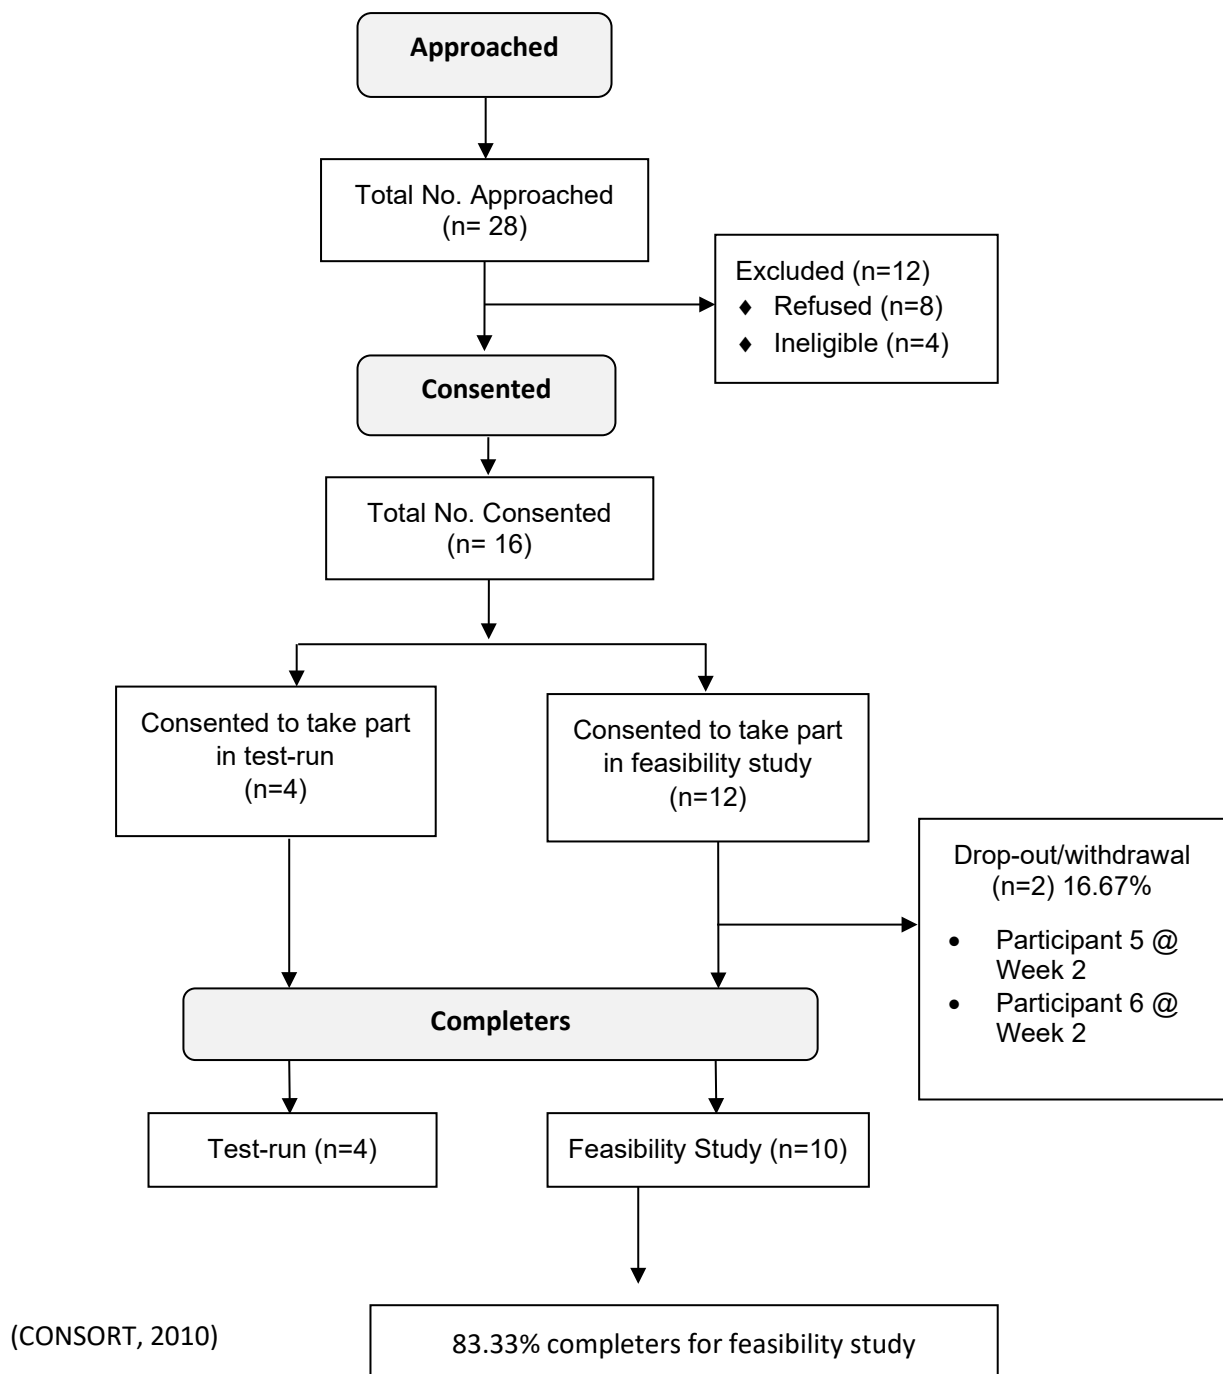 Approached
Total No. Approached
(n= 28)
Excluded (n=12)
♦ Refused (n=8)
♦ Ineligible (n=4)
Consented
Total No. Consented
(n= 16)
Consented to take part
in test-run
(n=4)
Consented to take part
in feasibility study
(n=12)
Drop-out/withdrawal
(n=2) 16.67%
• Participant 5 @
Week 2
• Participant 6 @
Week 2
Completers
Test-run (n=4)
Feasibility Study (n=10)
(CONSORT, 2010)
83.33% completers for feasibility study